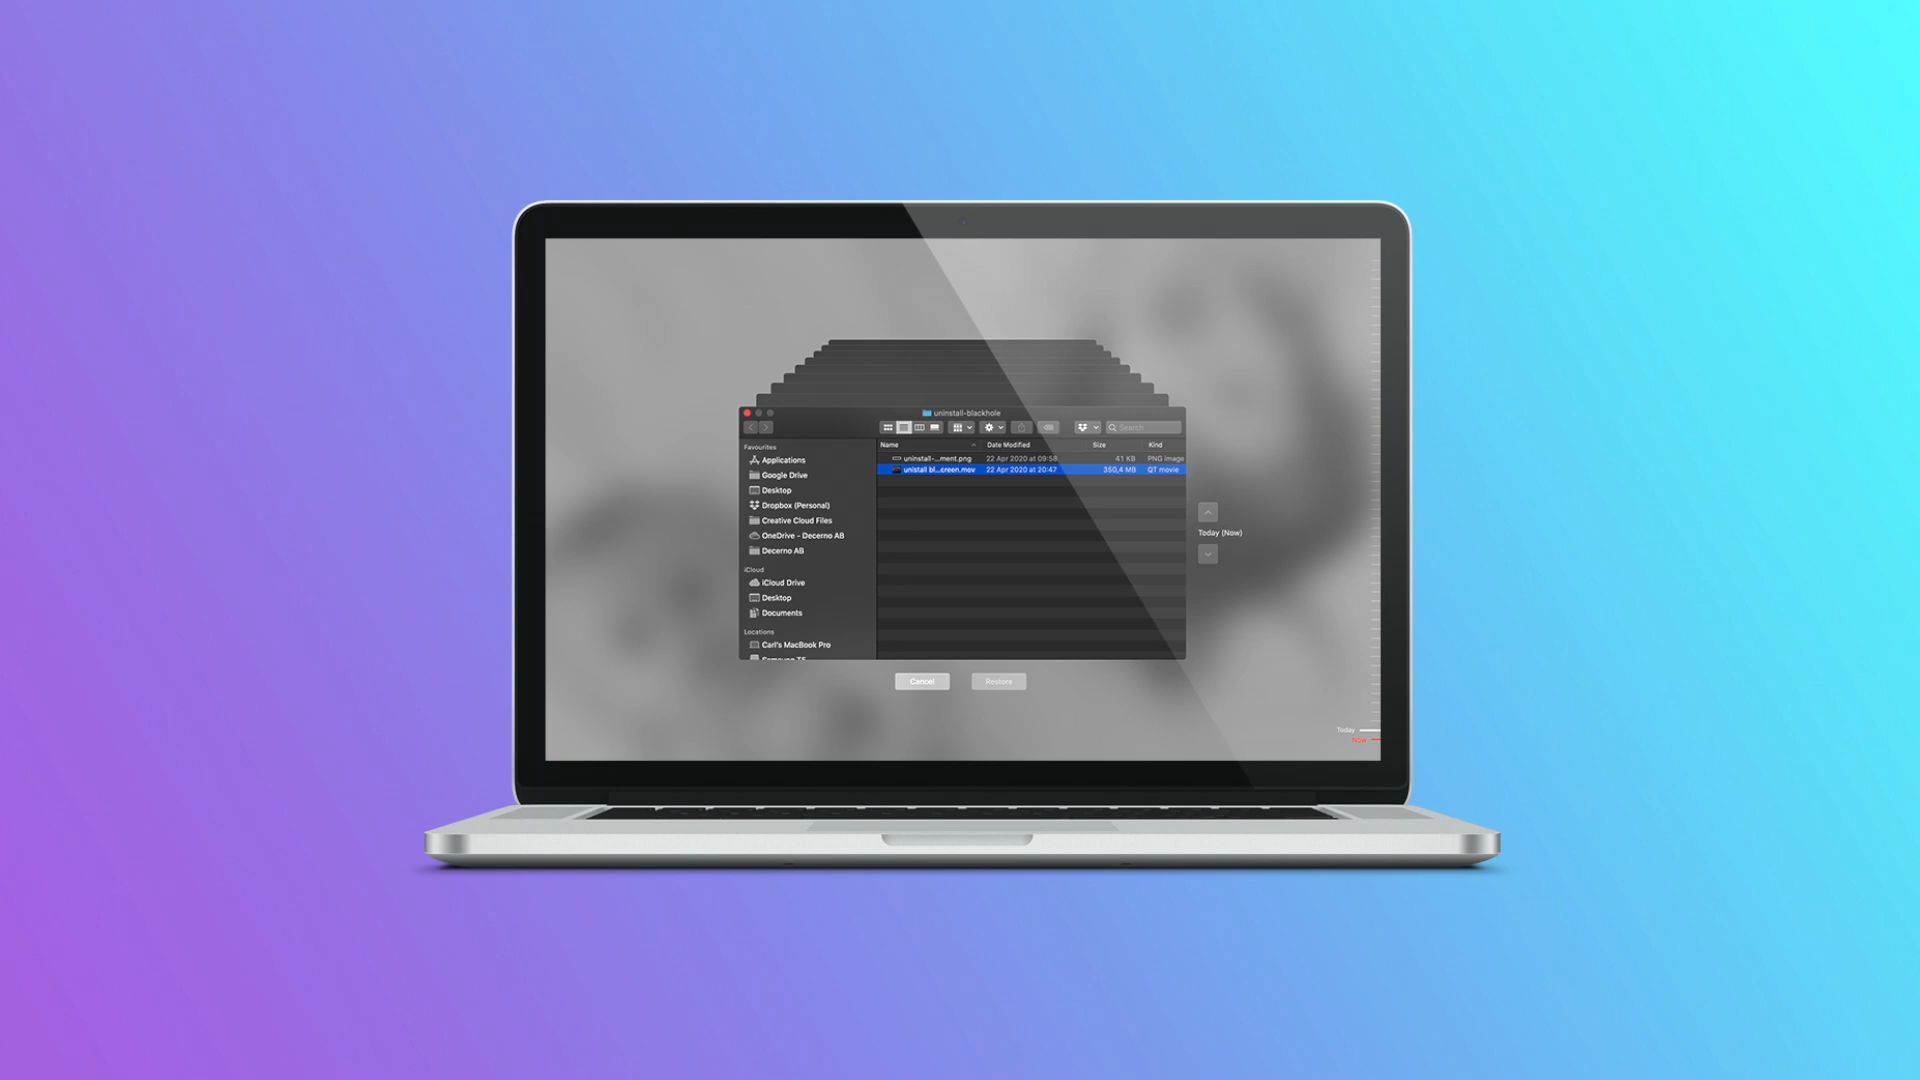 uninstall-blackhole
Search
Favourites
Applications
Google Drive
Desktop
Dropbox (Personal)
Creative Cloud Files
OneDrive - Decerno AB
Decerno AB
iCloud
iCloud Drive
Desktop
Documents
Locations
Carl's MacBook Pro
Name Date Modified Size Kind
uninstall-...ment.png 22 Apr 2020 at 09:58 41 KB PNG image
unistall bl...creen.mov 22 Apr 2020 at 20:47 350,4 MB QT movie
Today (Now)
Cancel Restore
Today
Now